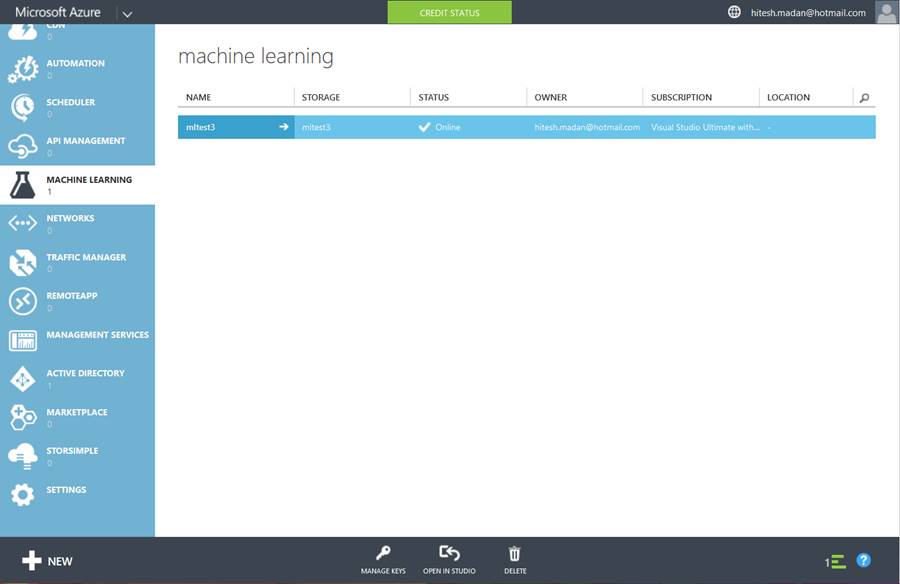 Microsoft Azure
CREDIT STATUS
hitesh.madan@hotmail.com
CDN
0
AUTOMATION
0
SCHEDULER
0
API MANAGEMENT
0
MACHINE LEARNING
1
NETWORKS
0
TRAFFIC MANAGER
0
REMOTEAPP
0
MANAGEMENT SERVICES
ACTIVE DIRECTORY
1
MARKETPLACE
0
STORSIMPLE
0
SETTINGS
machine learning
NAME STORAGE STATUS OWNER SUBSCRIPTION LOCATION
mltest3 mltest3 Online hitesh.madan@hotmail.com Visual Studio Ultimate with... -
NEW
MANAGE KEYS OPEN IN STUDIO DELETE
1 ?